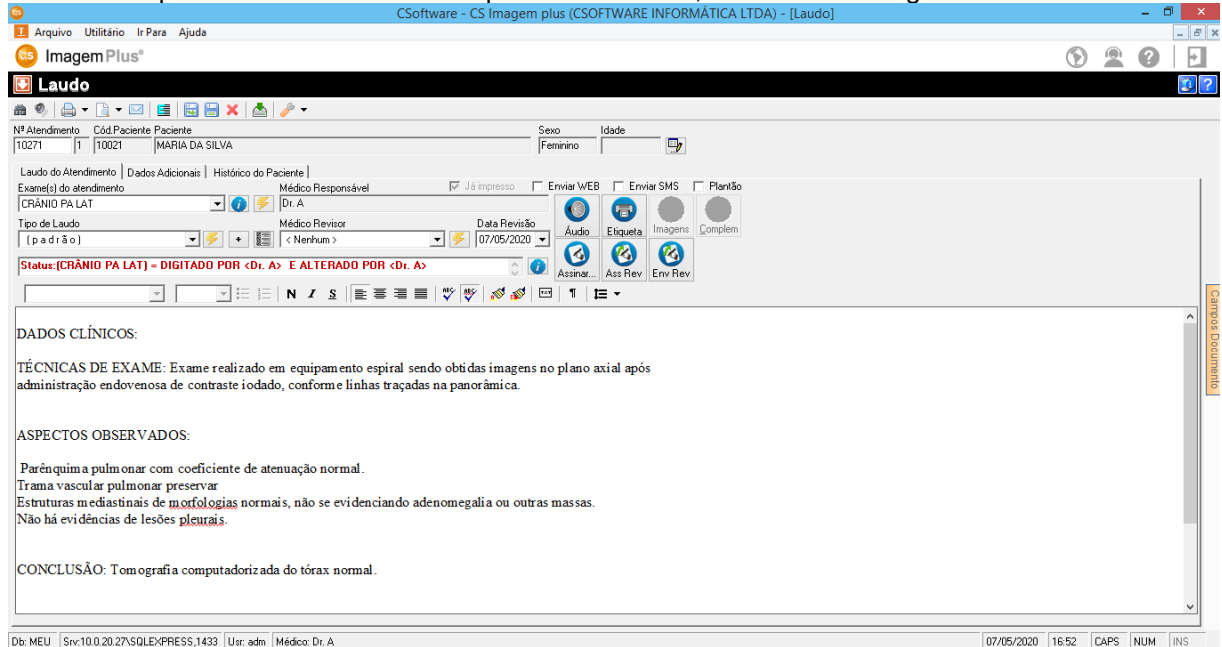 CSoftware - CS Imagem plus (CSOFTWARE INFORMÁTICA LTDA) - [Laudo]
Arquivo Utilitário Ir Para Ajuda
cs Imagem Plus®
Laudo
Nº Atendimento Cód.Paciente Paciente Sexo Idade
10271 1 10021 MARIA DA SILVA Feminino
Laudo do Atendimento Dados Adicionais Histórico do Paciente
Exame(s) do atendimento Médico Responsável Já impresso Enviar WEB Enviar SMS Plantão
CRÂNIO PA LAT Dr. A
Tipo de Laudo Médico Revisor Data Revisão Áudio Etiqueta Imagens Complem
(padrão) < Nenhum > 07/05/2020
Status:(CRÂNIO PA LAT) = DIGITADO POR <Dr. A> E ALTERADO POR <Dr. A>
Assinar... Ass Rev Env Rev
N I S
Campos Documento
DADOS CLÍNICOS:
TÉCNICAS DE EXAME: Exame realizado em equipamento espiral sendo obtidas imagens no plano axial após
administração endovenosa de contraste iodado, conforme linhas traçadas na panorâmica.
ASPECTOS OBSERVADOS:
Parênquima pulmonar com coeficiente de atenuação normal.
Trama vascular pulmonar preservar
Estruturas mediastinais de morfologias normais, não se evidenciando adenomegalia ou outras massas.
Não há evidências de lesões pleurais.
CONCLUSÃO: Tomografia computadorizada do tórax normal.
Db: MEU Srv:10.0.20.27\SQLEXPRESS,1433 Usr: adm Médico: Dr. A 07/05/2020 16:52 CAPS NUM INS